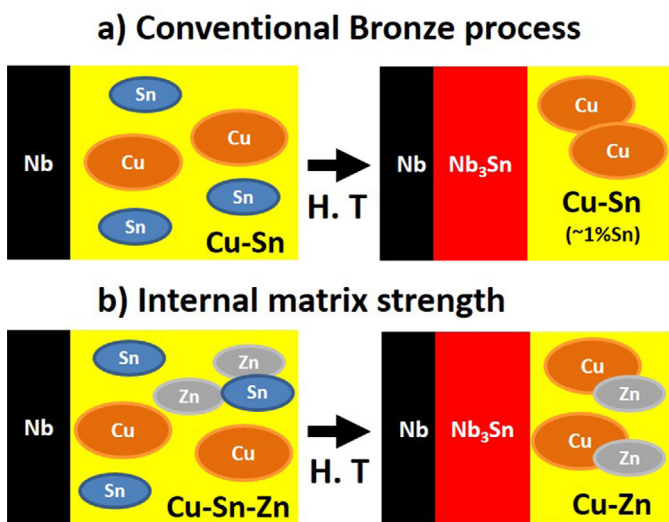 a) Conventional Bronze process
Nb
Sn
Cu
Cu
Sn
Sn
Cu-Sn
H. T
Nb
Nb₃Sn
Cu
Cu
Cu-Sn
(~1%Sn)
b) Internal matrix strength
Nb
Sn
Zn
Zn
Sn
Cu
Cu
Sn
Cu-Sn-Zn
H. T
Nb
Nb₃Sn
Cu
Zn
Cu
Zn
Cu-Zn